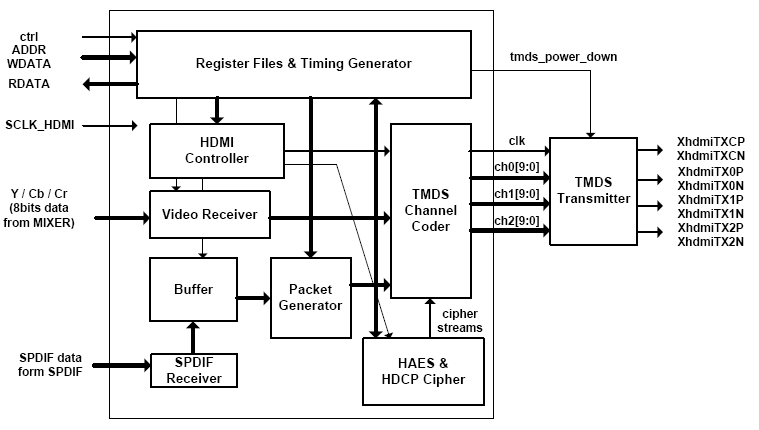 ctrl
ADDR
WDATA
RDATA
Register Files & Timing Generator
tmds_power_down
SCLK_HDMI
HDMI
Controller
clk
ch0[9:0]
ch1[9:0]
ch2[9:0]
TMDS
Channel
Coder
TMDS
Transmitter
XhdmiTXCP
XhdmiTXCN
XhdmiTX0P
XhdmiTX0N
XhdmiTX1P
XhdmiTX1N
XhdmiTX2P
XhdmiTX2N
Y / Cb / Cr
(8bits data
from MIXER)
Video Receiver
Buffer
Packet
Generator
cipher
streams
SPDIF data
form SPDIF
SPDIF
Receiver
HAES &
HDCP Cipher